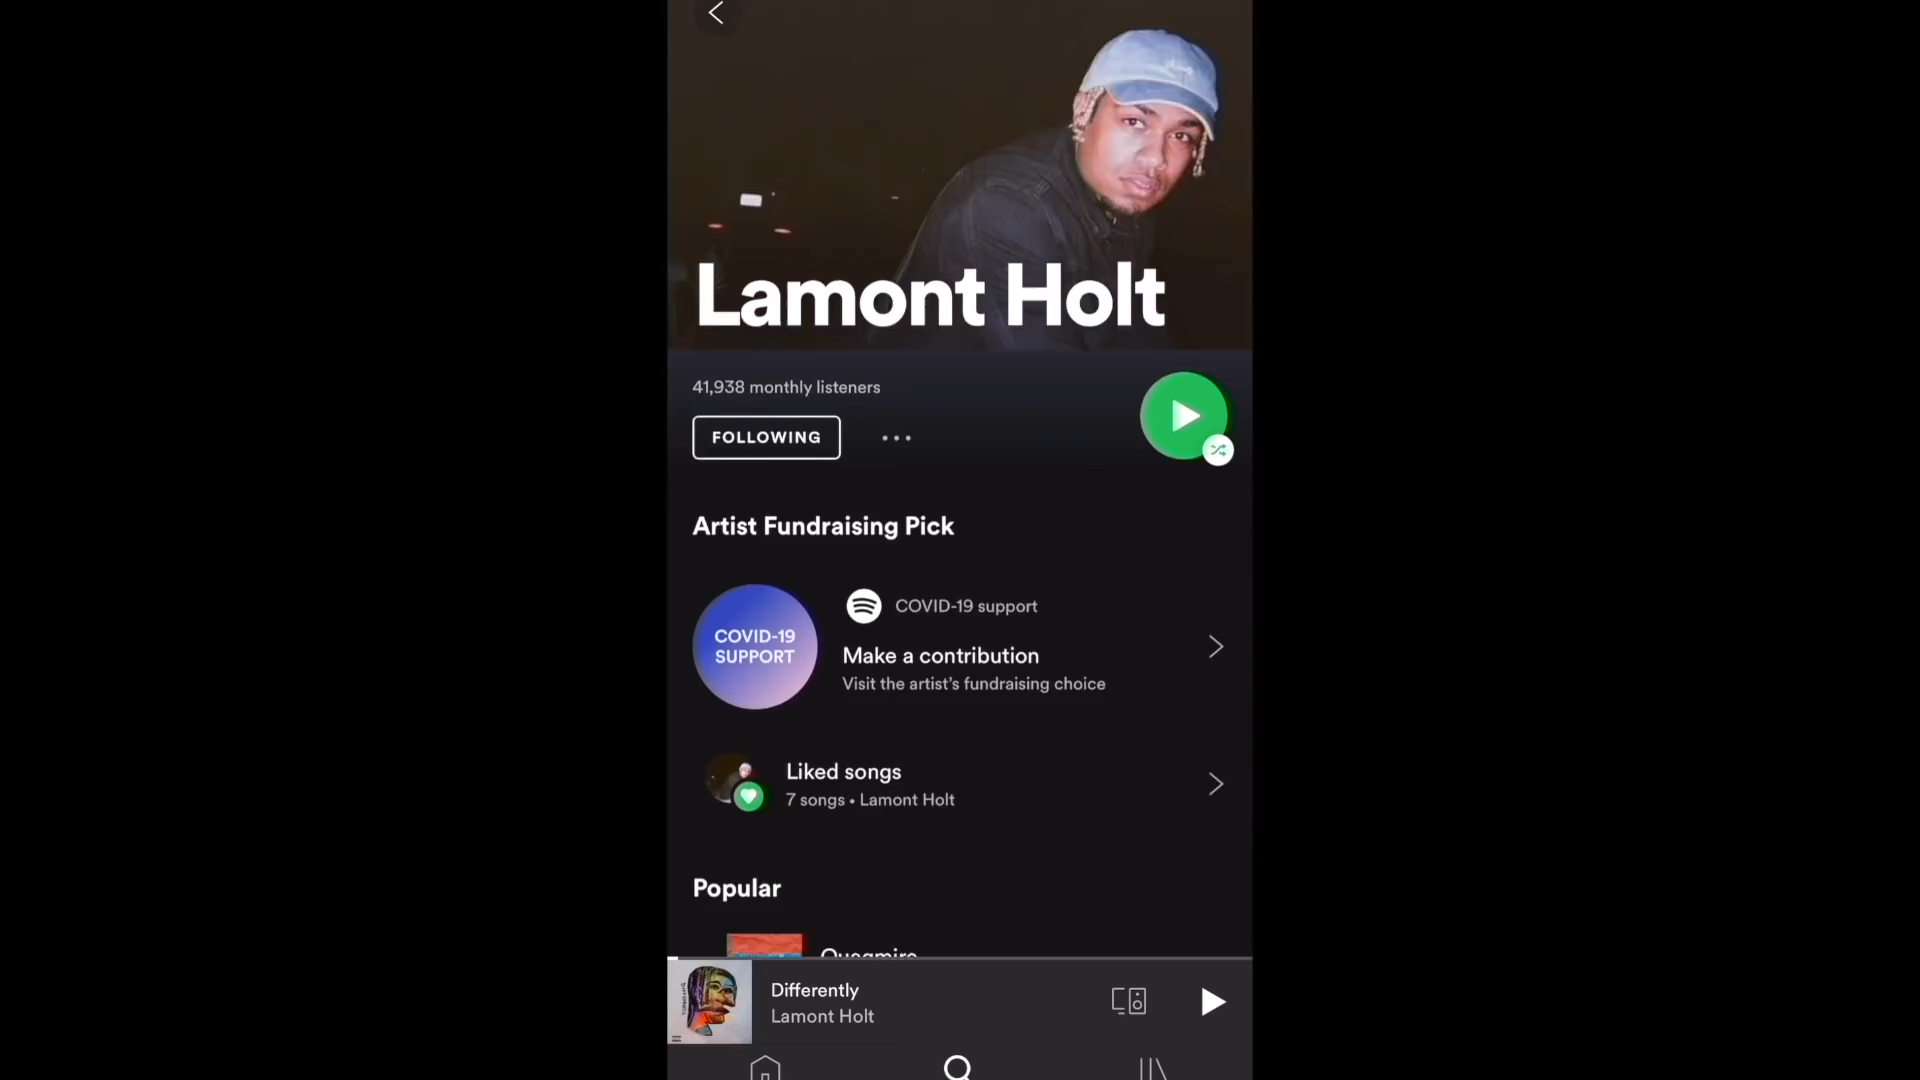 Lamont Holt
41,938 monthly listeners
FOLLOWING
Artist Fundraising Pick
COVID-19
SUPPORT
COVID-19 support
Make a contribution
Visit the artist's fundraising choice
Liked songs
7 songs • Lamont Holt
Popular
Quagmire
Differently
Lamont Holt